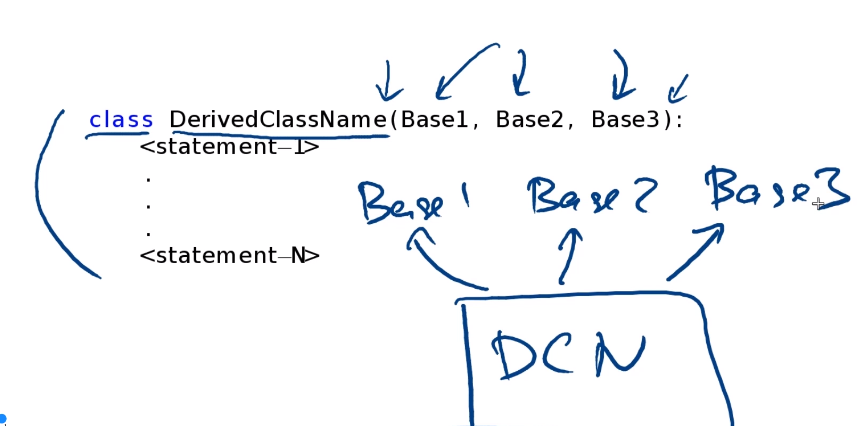 class DerivedClassName(Base1, Base2, Base3):
<statement-1>
.
.
.
<statement-N>
Base1 Base2 Base3
DCN